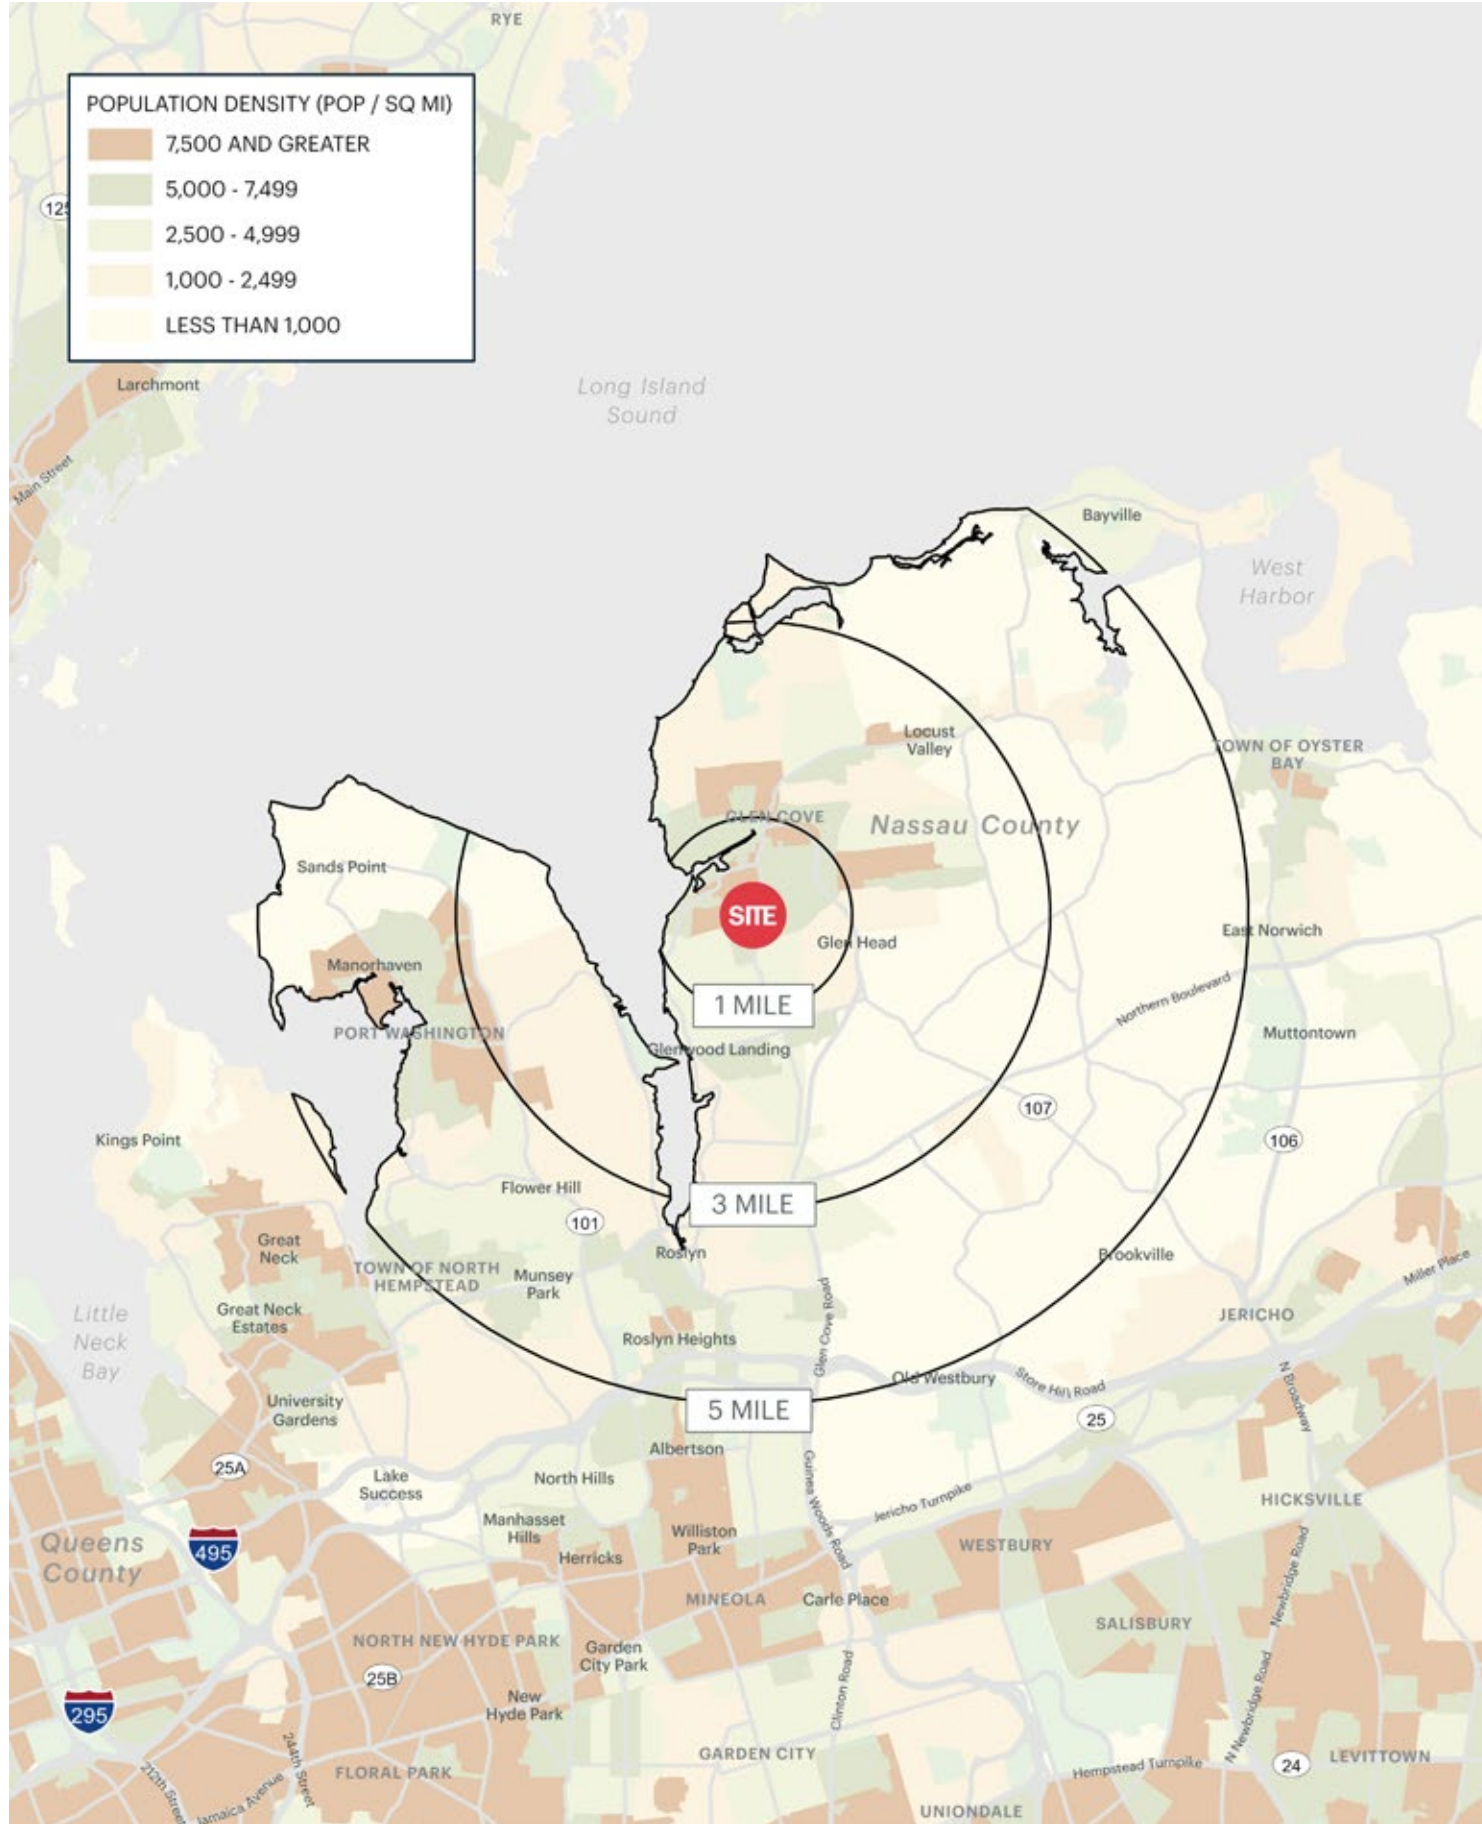 RYE
POPULATION DENSITY (POP / SQ MI)
7,500 AND GREATER
5,000 - 7,499
2,500 - 4,999
1,000 - 2,499
LESS THAN 1,000
125
Larchmont
Long Island
Sound
Main Street
Bayville
West
Harbor
Locust
Valley
TOWN OF OYSTER
BAY
GLEN COVE
Nassau County
Sands Point
SITE
East Norwich
Glen Head
Manorhaven
1 MILE
Northern Boulevard
PORT WASHINGTON
Muttontown
Glenwood Landing
107
Kings Point
106
Flower Hill
3 MILE
101
Great
Neck
Roslyn
Brookville
TOWN OF NORTH
HEMPSTEAD
Munsey
Park
Miller Place
Little
Neck
Bay
Great Neck
Estates
Glen Cove Road
JERICHO
Roslyn Heights
Old Westbury
Store Hill Road
N Broadway
University
Gardens
5 MILE
25
Albertson
25A
Lake
Success
North Hills
Guinea Woods Road
Jericho Turnpike
HICKSVILLE
Manhasset
Hills
Williston
Park
Queens
County
495
Herricks
WESTBURY
Newbridge Road
MINEOLA
Carle Place
SALISBURY
NORTH NEW HYDE PARK
Garden
City Park
25B
Clinton Road
N Newbridge Road
New
Hyde Park
295
244th Street
GARDEN CITY
LEVITTOWN
212th Street
Jamaica Avenue
FLORAL PARK
Hempstead Turnpike
24
UNIONDALE